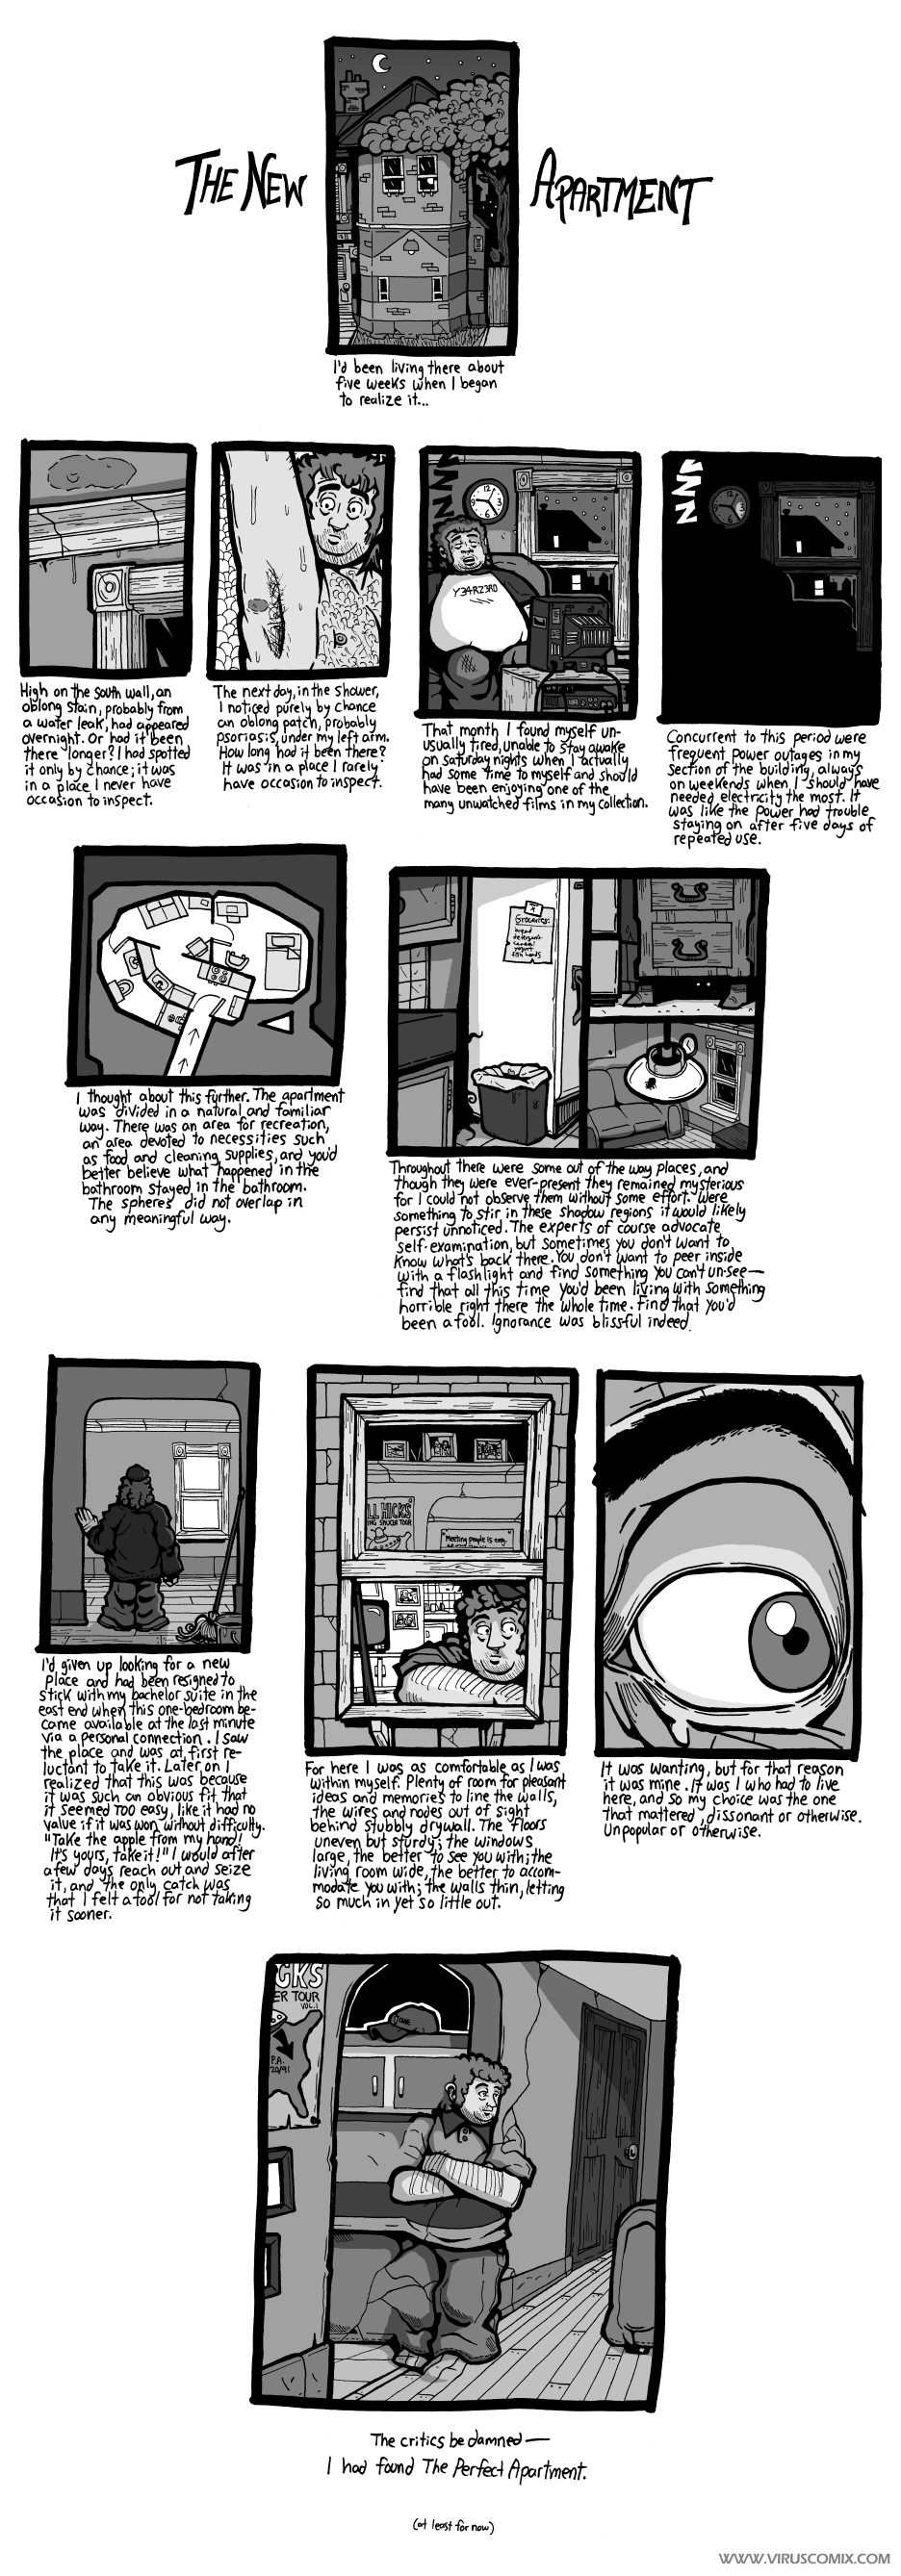 THE NEW APARTMENT
I'd been living there about
five weeks when I began
to realize it...
High on the south wall, an
oblong stain, probably from
a water leak, had appeared
overnight. Or had it been
there longer? I had spotted
it only by chance; it was
in a place I never have
occasion to inspect.
The next day, in the shower,
I noticed purely by chance
an oblong patch, probably
psoriasis, under my left arm.
How long had it been there?
It was in a place I rarely
have occasion to inspect.
Y34RZ3R0
That month I found myself un-
usually tired, unable to stay awake
on Saturday nights when I actually
had some time to myself and should
have been enjoying one of the
many unwatched films in my collection.
Concurrent to this period were
frequent power outages in my
section of the building, always
on weekends when I should have
needed electricity the most. It
was like the power had trouble
staying on after five days of
repeated use.
I thought about this further. The apartment
was divided in a natural and familiar
way. There was an area for recreation,
an area devoted to necessities such
as food and cleaning supplies, and you'd
better believe what happened in the
bathroom stayed in the bathroom.
The spheres did not overlap in
any meaningful way.
GROCERIES:
bread
detergent
yogurt
Throughout there were some out of the way places, and
though they were ever-present they remained mysterious
for I could not observe them without some effort. Were
something to stir in these shadow regions it would likely
persist unnoticed. The experts of course advocate
self-examination, but sometimes you don't want to
know what's back there. You don't want to peer inside
with a flashlight and find something you can't un-see—
find that all this time you'd been living with something
horrible right there the whole time. Find that you'd
been a fool. Ignorance was blissful indeed.
I'd given up looking for a new
place and had been resigned to
stick with my bachelor suite in the
east end when this one-bedroom be-
came available at the last minute
via a personal connection. I saw
the place and was at first re-
luctant to take it. Later on I
realized that this was because
it was such an obvious fit that
it seemed TOO easy, like it had no
value if it was won without difficulty.
"Take the apple from my hand!
It's yours, take it!" I would after
a few days reach out and seize
it, and the only catch was
that I felt a fool for not taking
it sooner.
LL HICKS
ING SAUCER TOUR
Meeting people is easy
For here I was as comfortable as I was
within myself. Plenty of room for pleasant
ideas and memories to line the walls,
the wires and nodes out of sight
behind stubbly drywall. The floors
uneven but sturdy; the windows
large, the better to see you with; the
living room wide, the better to accom-
modate you with; the walls thin, letting
so much in yet so little out.
It was wanting, but for that reason
it was mine. It was I who had to live
here, and so my choice was the one
that mattered, dissonant or otherwise.
Unpopular or otherwise.
CKS
ER TOUR
VOL. 1
P.A.
20/91
The critics be damned—
I had found The Perfect Apartment.
(at least for now)
WWW.VIRUSCOMIX.COM